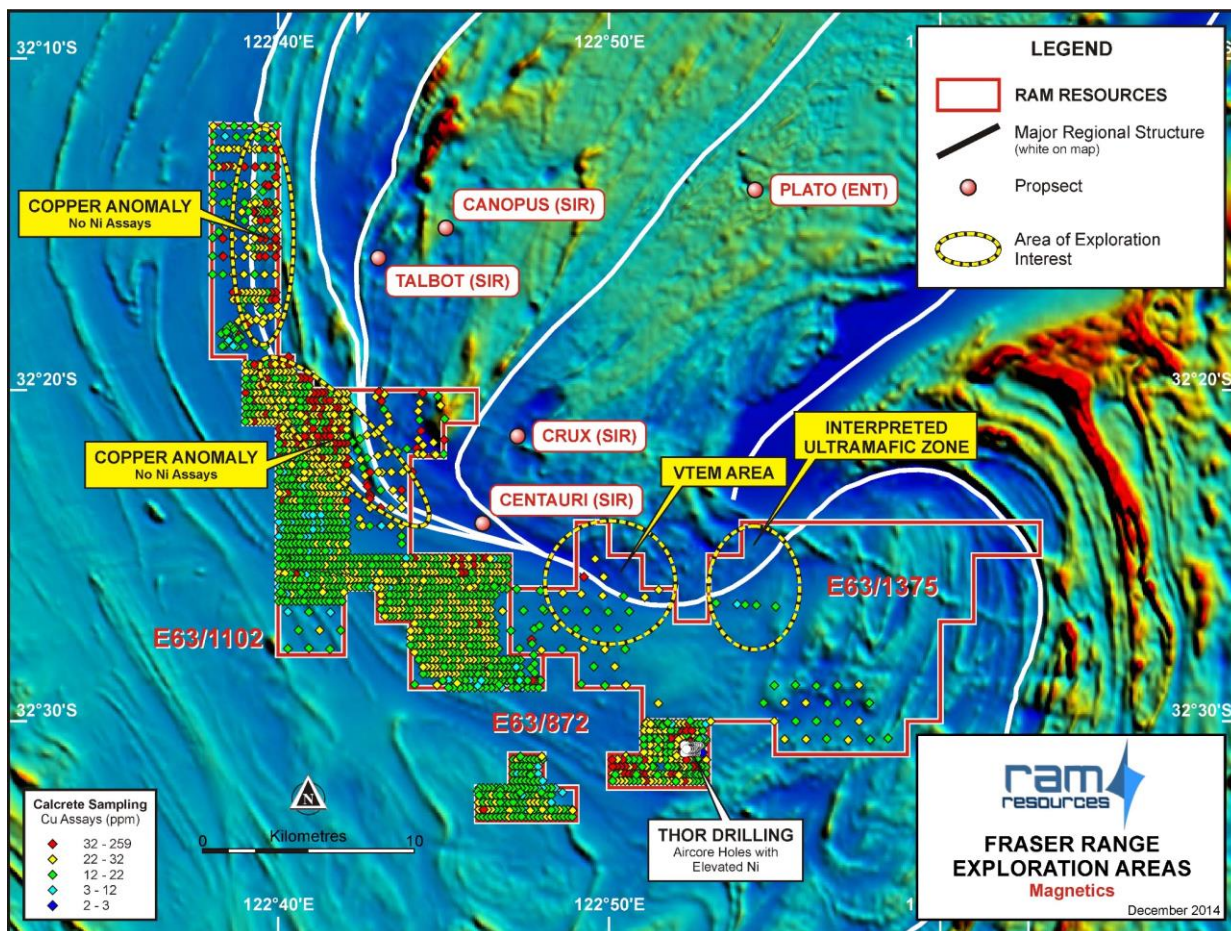 32°10'S
122°40'E
122°50'E
LEGEND
RAM RESOURCES
Major Regional Structure
(white on map)
Propsect
Area of Exploration
Interest
COPPER ANOMALY
No Ni Assays
CANOPUS (SIR)
PLATO (ENT)
TALBOT (SIR)
32°20'S
32°20'S
INTERPRETED
ULTRAMAFIC ZONE
CRUX (SIR)
COPPER ANOMALY
No Ni Assays
VTEM AREA
CENTAURI (SIR)
E63/1375
E63/1102
E63/872
32°30'S
32°30'S
Calcrete Sampling
Cu Assays (ppm)
32 - 259
22 - 32
12 - 22
3 - 12
2 - 3
N
Kilometres
0
10
THOR DRILLING
Aircore Holes with
Elevated Ni
ram
resources
FRASER RANGE
EXPLORATION AREAS
Magnetics
December 2014
122°40'E
122°50'E